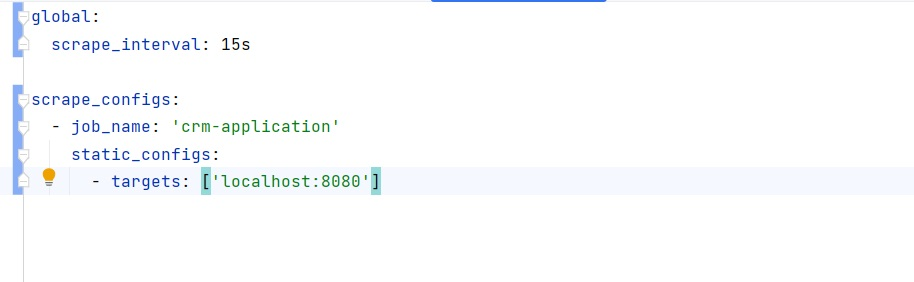 global:
  scrape_interval: 15s

scrape_configs:
  - job_name: 'crm-application'
    static_configs:
      - targets: ['localhost:8080']